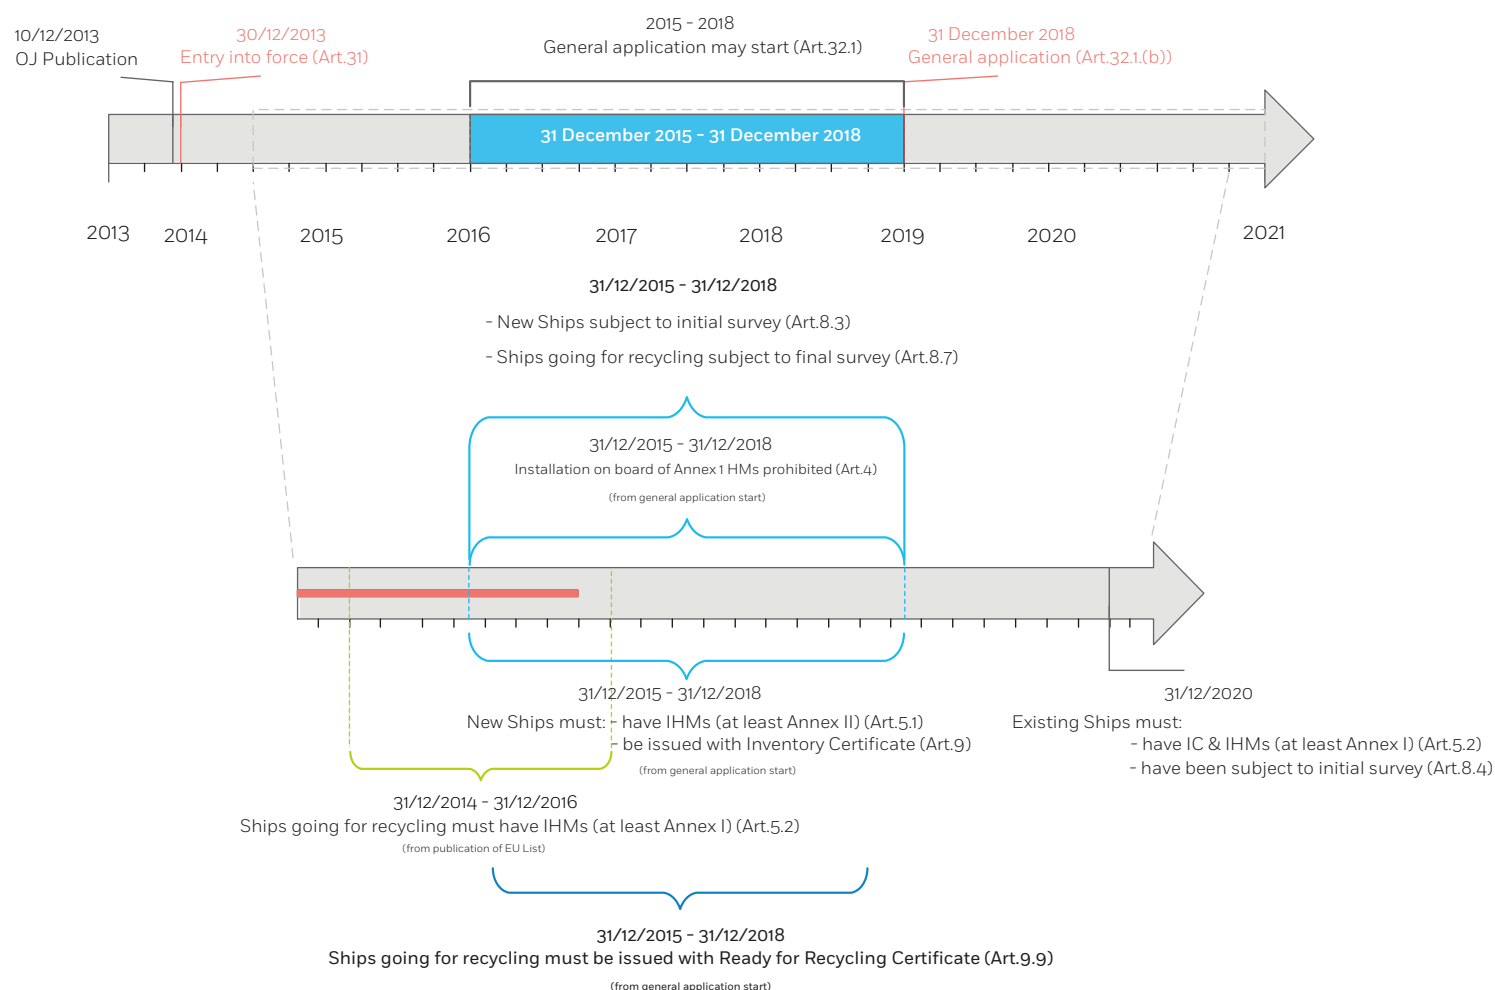 10/12/2013
OJ Publication
30/12/2013
Entry into force (Art.31)
2015 - 2018
General application may start (Art.32.1)
31 December 2018
General application (Art.32.1.(b))
31 December 2015 - 31 December 2018
2013
2014
2015
2016
2017
2018
2019
2020
2021
31/12/2015 - 31/12/2018
- New Ships subject to initial survey (Art.8.3)
- Ships going for recycling subject to final survey (Art.8.7)
31/12/2015 - 31/12/2018
Installation on board of Annex 1 HMs prohibited (Art.4)
(from general application start)
31/12/2015 - 31/12/2018
New Ships must: - have IHMs (at least Annex II) (Art.5.1)
- be issued with Inventory Certificate (Art.9)
(from general application start)
31/12/2020
Existing Ships must:
- have IC & IHMs (at least Annex I) (Art.5.2)
- have been subject to initial survey (Art.8.4)
31/12/2014 - 31/12/2016
Ships going for recycling must have IHMs (at least Annex I) (Art.5.2)
(from publication of EU List)
31/12/2015 - 31/12/2018
Ships going for recycling must be issued with Ready for Recycling Certificate (Art.9.9)
(from general application start)